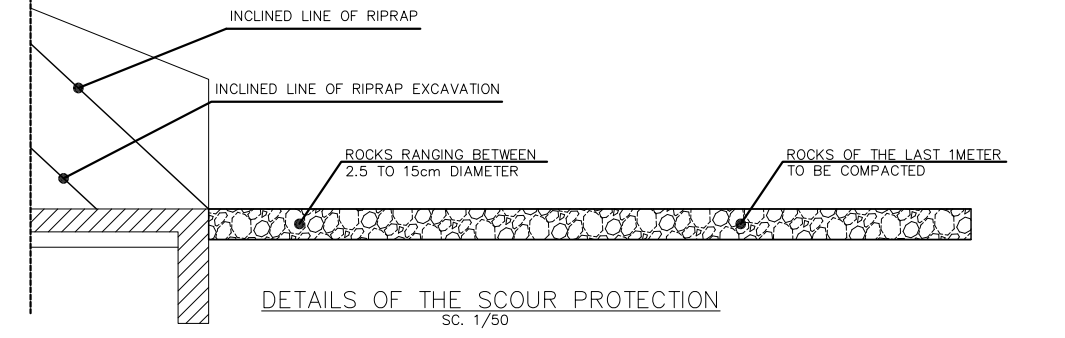 INCLINED LINE OF RIPRAP
INCLINED LINE OF RIPRAP EXCAVATION
ROCKS RANGING BETWEEN
2.5 TO 15cm DIAMETER
ROCKS OF THE LAST 1METER
TO BE COMPACTED
DETAILS OF THE SCOUR PROTECTION
SC. 1/50